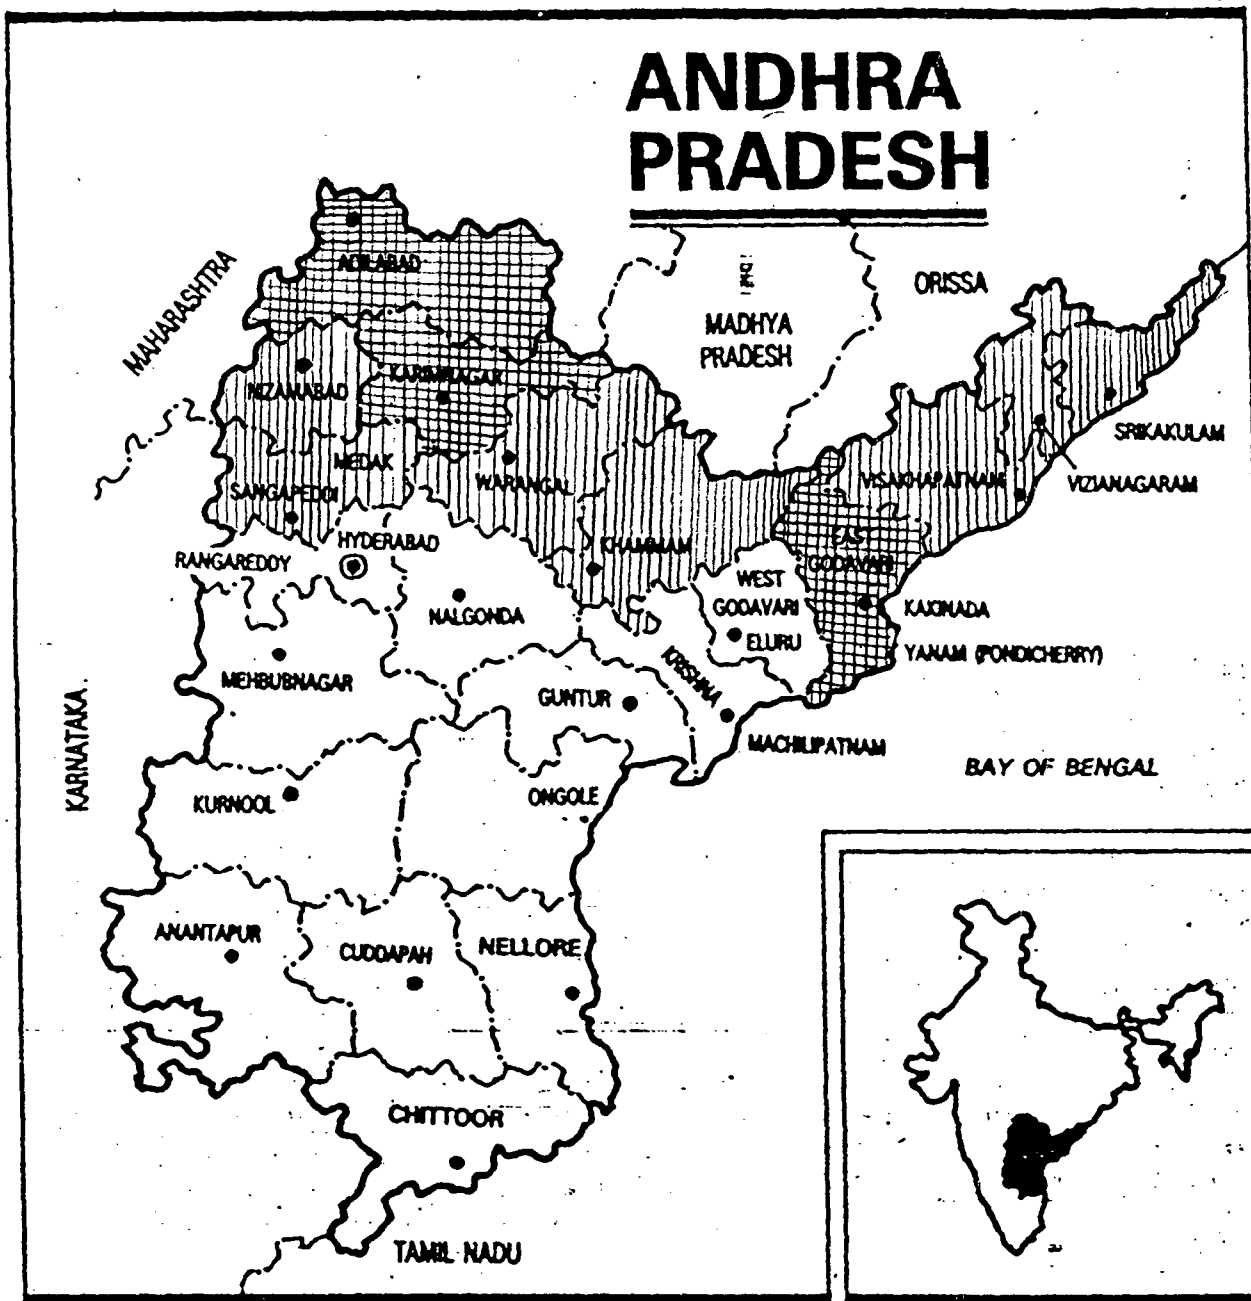 ANDHRA
PRADESH
MAHARASHTRA
ADILABAD
ORISSA
MADHYA
PRADESH
NIZAMABAD
KARIMNAGAR
MEDAK
SANGAPEDDI
WARANGAL
VISAKHAPATNAM
SRIKAKULAM
VIZIANAGARAM
RANGAREDDY
HYDERABAD
KHAMMAM
EAST
GODAVARI
WEST
GODAVARI
ELURU
NALGONDA
KAKINADA
YANAM (PONDICHERRY)
MEHBUBNAGAR
GUNTUR
KRISHNA
MACHILIPATNAM
KARNATAKA.
BAY OF BENGAL
KURNOOL
ONGOLE
ANANTAPUR
CUDDAPAH
NELLORE
CHITTOOR
TAMIL NADU